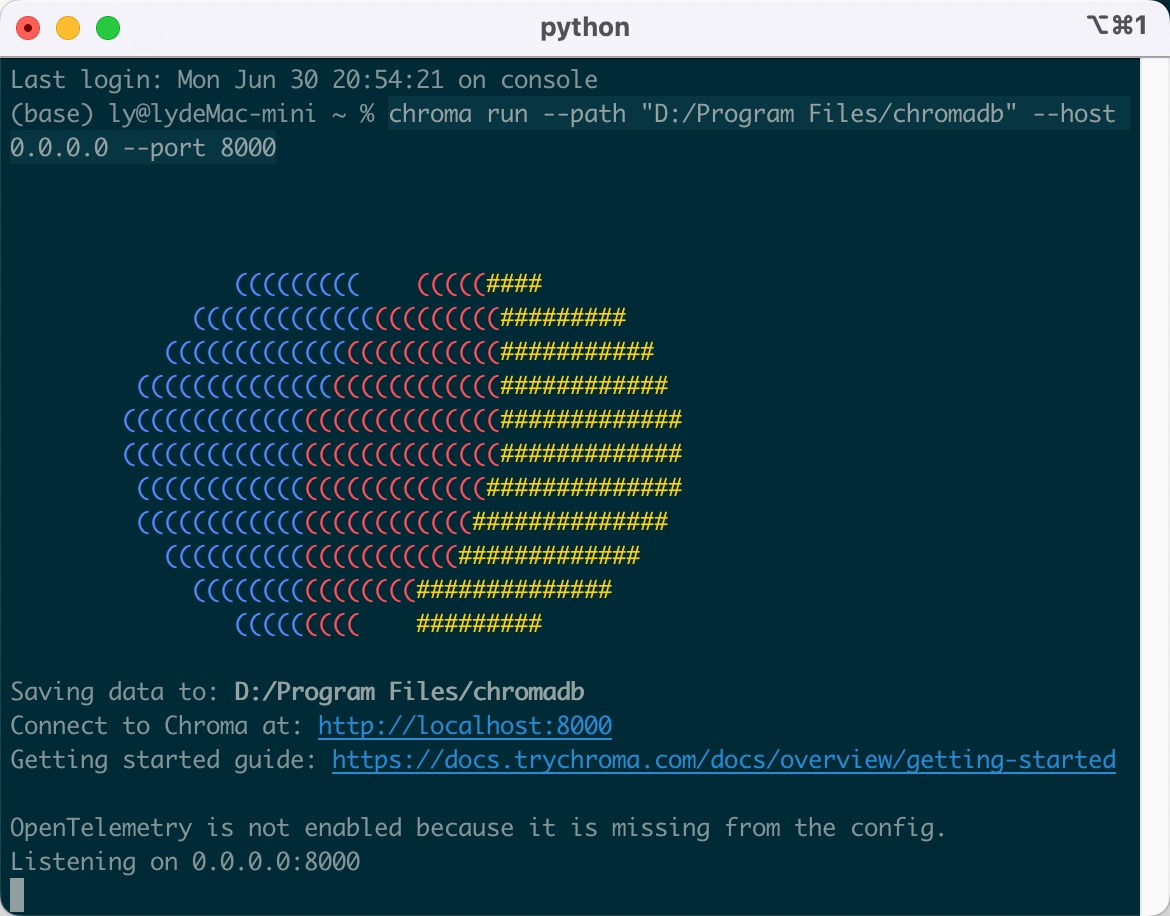 python
⌥⌘1
Last login: Mon Jun 30 20:54:21 on console
(base) ly@lydeMac-mini ~ % chroma run --path "D:/Program Files/chromadb" --host
0.0.0.0 --port 8000
                (((((((((    (((((####
             (((((((((((((((((((((((#########
           ((((((((((((((((((((((((###########
         ((((((((((((((((((((((((((############
        (((((((((((((((((((((((((((#############
        (((((((((((((((((((((((((((#############
         (((((((((((((((((((((((((##############
         ((((((((((((((((((((((((##############
           (((((((((((((((((((((#############
             ((((((((((((((((##############
                (((((((((    #########
Saving data to: D:/Program Files/chromadb
Connect to Chroma at: http://localhost:8000
Getting started guide: https://docs.trychroma.com/docs/overview/getting-started
OpenTelemetry is not enabled because it is missing from the config.
Listening on 0.0.0.0:8000